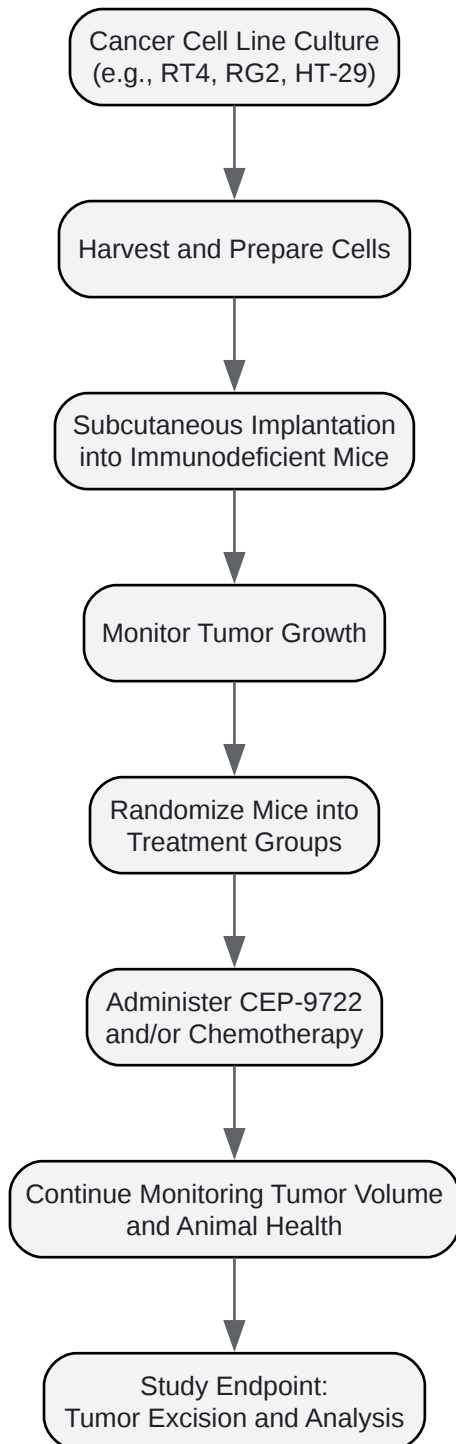 Cancer Cell Line Culture
(e.g., RT4, RG2, HT-29)
Harvest and Prepare Cells
Subcutaneous Implantation
into Immunodeficient Mice
Monitor Tumor Growth
Randomize Mice into
Treatment Groups
Administer CEP-9722
and/or Chemotherapy
Continue Monitoring Tumor Volume
and Animal Health
Study Endpoint:
Tumor Excision and Analysis